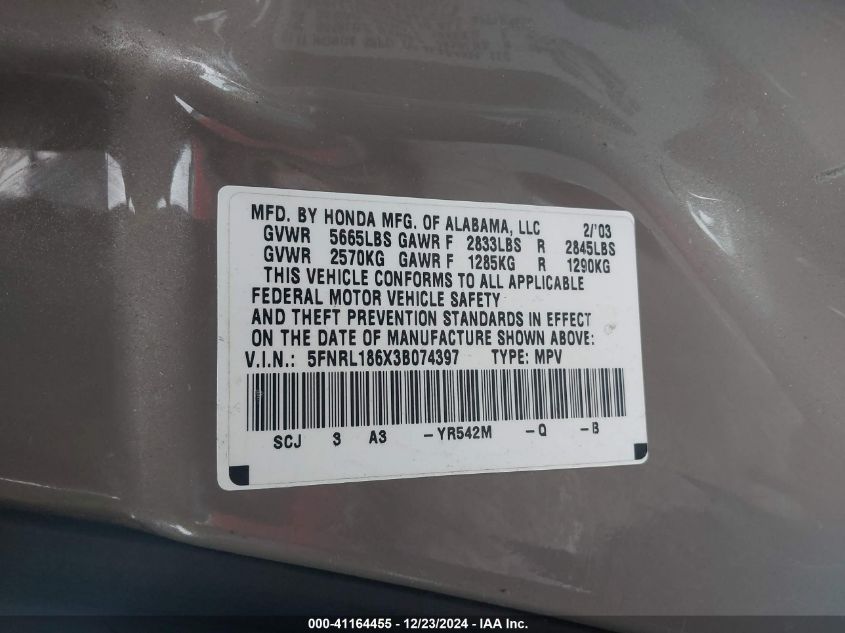 MFD. BY HONDA MFG. OF ALABAMA, LLC 2/'03
GVWR 5665LBS GAWR F 2833LBS R 2845LBS
GVWR 2570KG GAWR F 1285KG R 1290KG
THIS VEHICLE CONFORMS TO ALL APPLICABLE
FEDERAL MOTOR VEHICLE SAFETY
AND THEFT PREVENTION STANDARDS IN EFFECT
ON THE DATE OF MANUFACTURE SHOWN ABOVE:
V.I.N.: 5FNRL186X3B074397 TYPE: MPV
SCJ 3 A3 -YR542M -Q -B
000-41164455 - 12/23/2024 - IAA Inc.